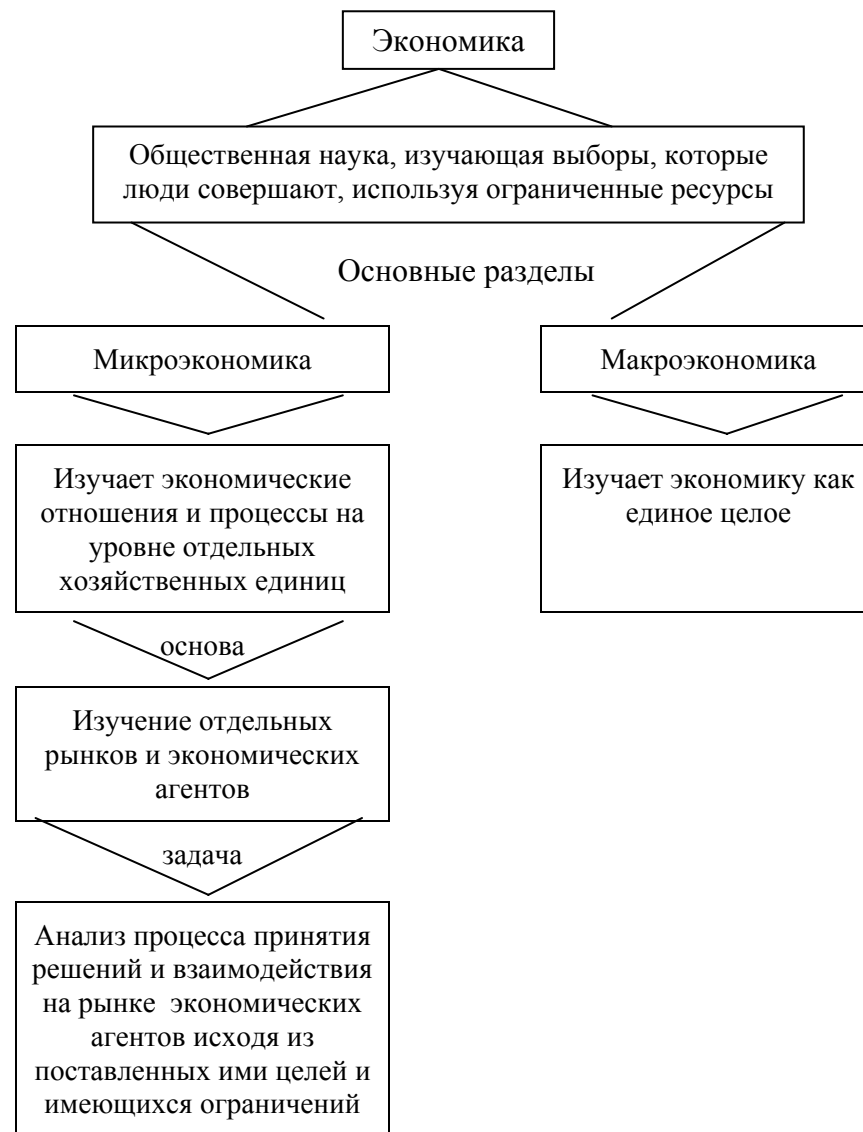 Экономика
Общественная наука, изучающая выборы, которые
люди совершают, используя ограниченные ресурсы
Основные разделы
Микроэкономика
Макроэкономика
Изучает экономические
отношения и процессы на
уровне отдельных
хозяйственных единиц
Изучает экономику как
единое целое
основа
Изучение отдельных
рынков и экономических
агентов
задача
Анализ процесса принятия
решений и взаимодействия
на рынке экономических
агентов исходя из
поставленных ими целей и
имеющихся ограничений